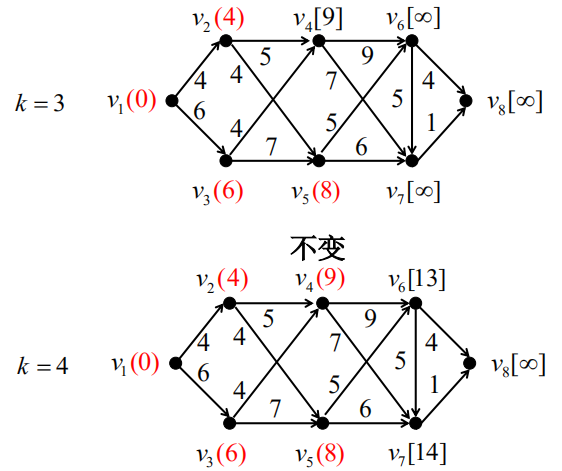 v₂(4) v₄[9] v₆[∞]
5 9
4 4 7 5 4
k = 3 v₁(0) v₈[∞]
6 4 5 1
7 6
v₃(6) v₅(8) v₇[∞]
不变
v₂(4) v₄(9) v₆[13]
5 9
4 4 7 5 4
k = 4 v₁(0) v₈[∞]
6 4 5 1
7 6
v₃(6) v₅(8) v₇[14]